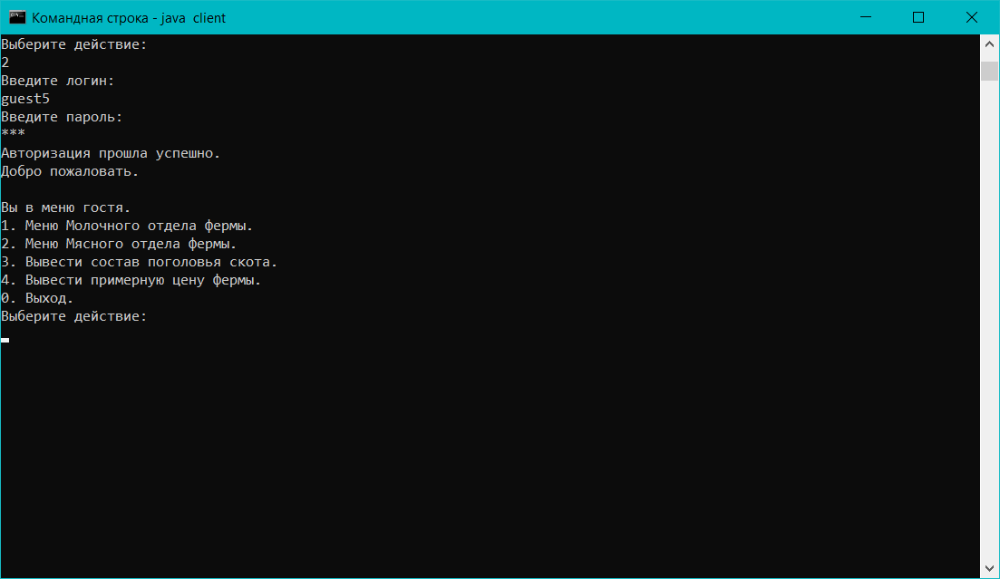 Командная строка - java  client
Выберите действие:
2
Введите логин:
guest5
Введите пароль:
***
Авторизация прошла успешно.
Добро пожаловать.
Вы в меню гостя.
1. Меню Молочного отдела фермы.
2. Меню Мясного отдела фермы.
3. Вывести состав поголовья скота.
4. Вывести примерную цену фермы.
0. Выход.
Выберите действие: